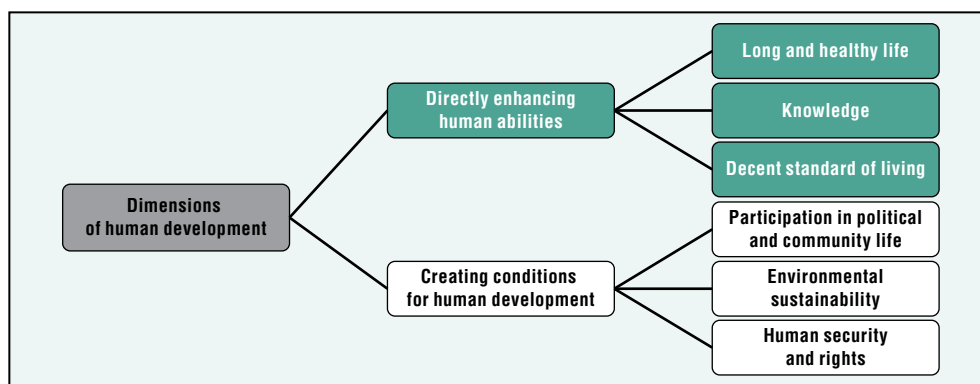 Dimensions
of human development
Directly enhancing
human abilities
Long and healthy life
Knowledge
Decent standard of living
Creating conditions
for human development
Participation in political
and community life
Environmental
sustainability
Human security
and rights